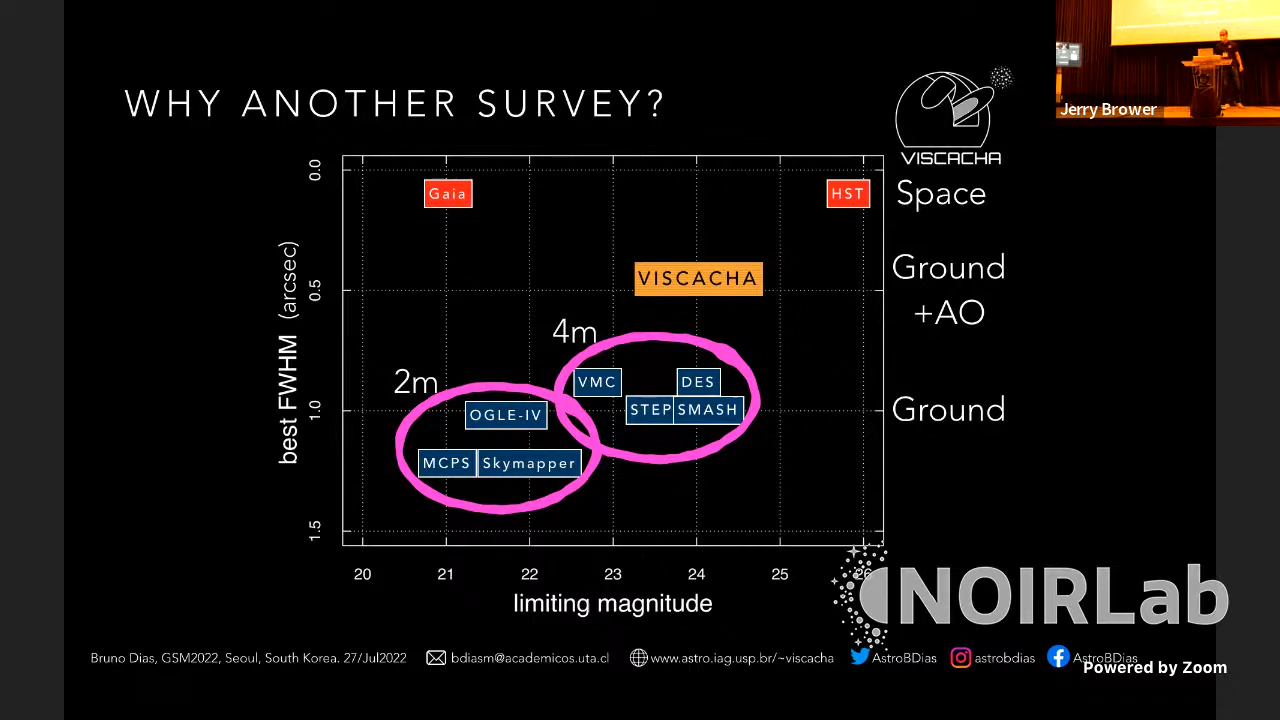 WHY ANOTHER SURVEY?
VISCACHA
Jerry Brower
best FWHM (arcsec)
0.0
0.5
1.0
1.5
Gaia
HST
Space
VISCACHA
Ground
+AO
4m
VMC
DES
2m
OGLE-IV
STEP
SMASH
Ground
MCPS
Skymapper
20
21
22
23
24
25
26
limiting magnitude
NOIRLab
Bruno Dias, GSM2022, Seoul, South Korea. 27/Jul2022
bdiasm@academicos.uta.cl
www.astro.iag.usp.br/~viscacha
AstroBDias
astrobdias
AstroBDias
Powered by Zoom